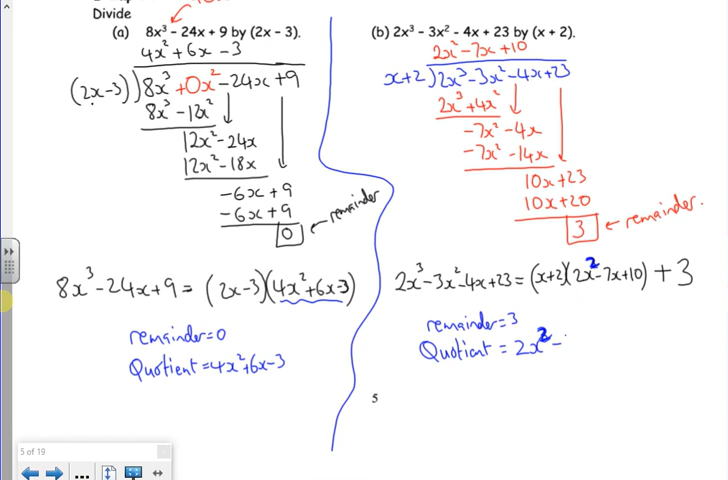 Divide
(a) 8x³ - 24x + 9 by (2x - 3).
4x² + 6x - 3
(2x-3) ) 8x³ + 0x² - 24x + 9
8x³ - 12x²
12x² - 24x
12x² - 18x
-6x + 9
-6x + 9
0 ← remainder
8x³ - 24x + 9 = (2x-3)(4x² + 6x - 3)
remainder = 0
Quotient = 4x² + 6x - 3
(b) 2x³ - 3x² - 4x + 23 by (x + 2).
2x² - 7x + 10
x+2 ) 2x³ - 3x² - 4x + 23
2x³ + 4x²
-7x² - 4x
-7x² - 14x
10x + 23
10x + 20
3 ← remainder.
2x³ - 3x² - 4x + 23 = (x+2)(2x² - 7x + 10) + 3
remainder = 3
Quotient = 2x² -
5
5 of 19